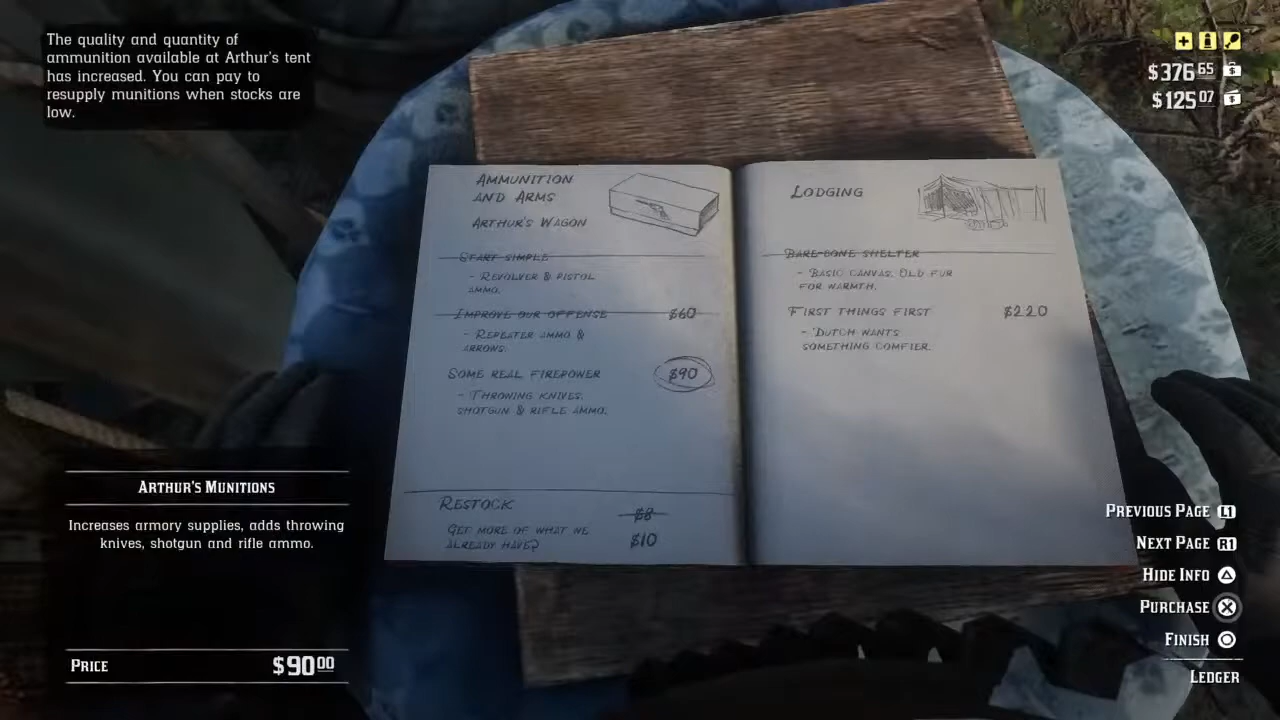 The quality and quantity of
ammunition available at Arthur's tent
has increased. You can pay to
resupply munitions when stocks are
low.
$376 65
$125 07
AMMUNITION
AND ARMS
ARTHUR'S WAGON
START SIMPLE
- REVOLVER & PISTOL
AMMO.
IMPROVE OUR OFFENSE $60
- REPEATER AMMO &
ARROWS.
SOME REAL FIREPOWER $90
- THROWING KNIVES,
SHOTGUN & RIFLE AMMO.
RESTOCK
$8
GET MORE OF WHAT WE
ALREADY HAVE? $10
LODGING
BARE-BONE SHELTER
- BASIC CANVAS, OLD FUR
FOR WARMTH.
FIRST THINGS FIRST $220
- DUTCH WANTS
SOMETHING COMFIER.
ARTHUR'S MUNITIONS
Increases armory supplies, adds throwing
knives, shotgun and rifle ammo.
PRICE $90 00
PREVIOUS PAGE L1
NEXT PAGE R1
HIDE INFO
PURCHASE
FINISH
LEDGER